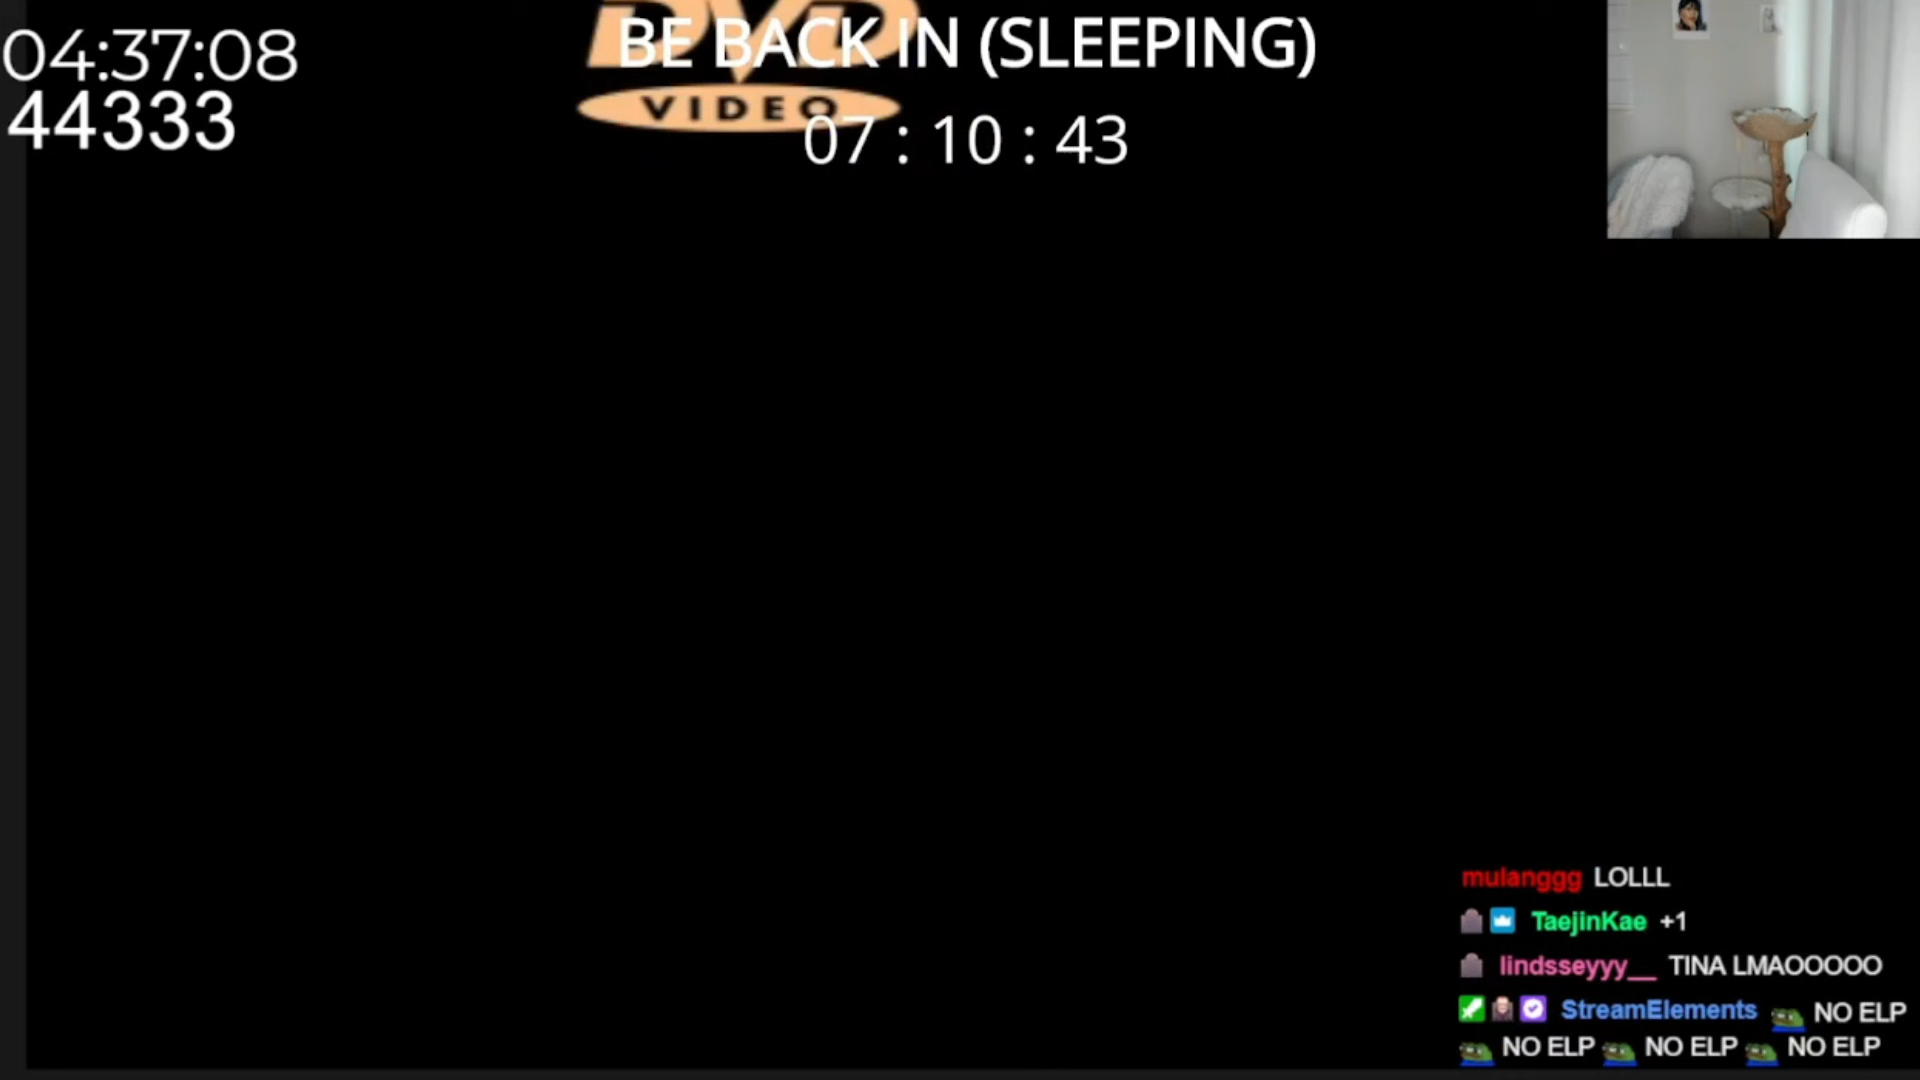 04:37:08
44333
DVD
VIDEO
BE BACK IN (SLEEPING)
07 : 10 : 43
mulanggg LOLLL
TaejinKae +1
lindsseyyy__ TINA LMAOOOOO
StreamElements NO ELP
NO ELP NO ELP NO ELP